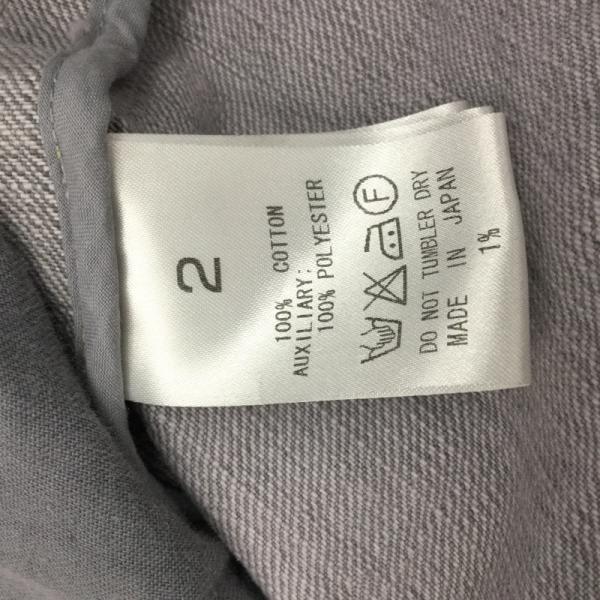 2
100% COTTON
AUXILIARY:
100% POLYESTER
F
DO NOT TUMBLER DRY
MADE IN JAPAN
1%